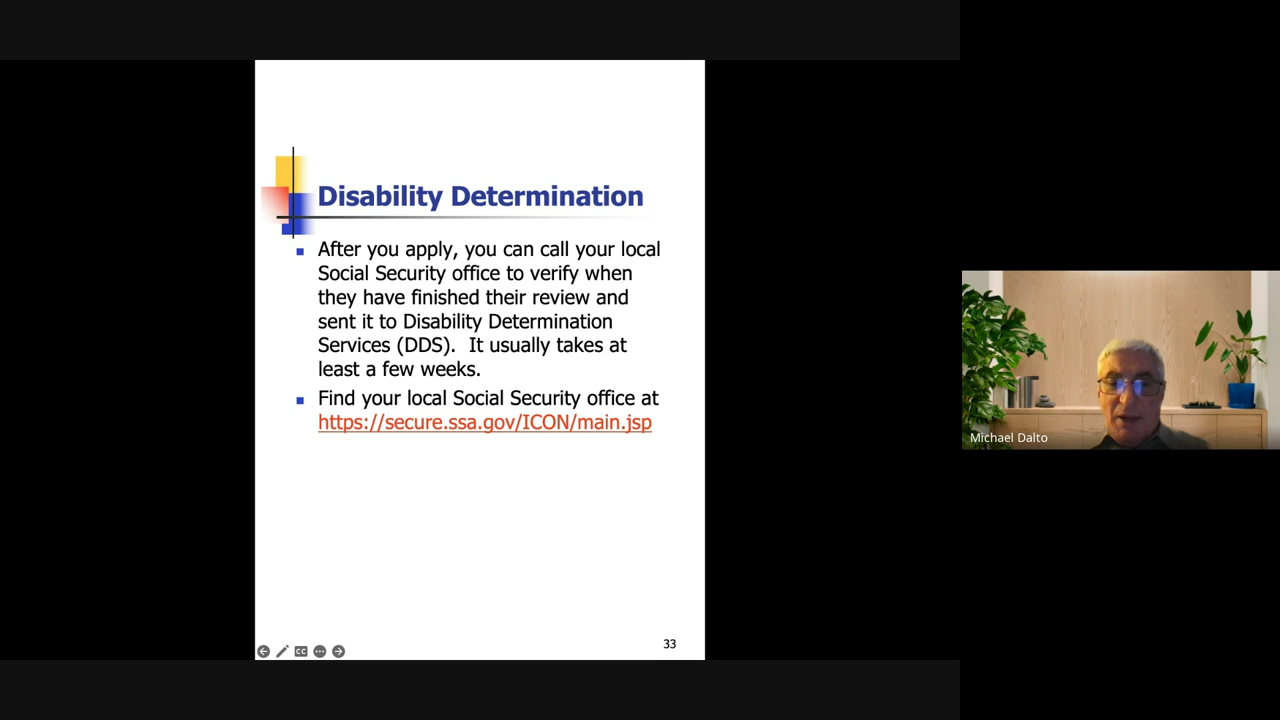 Disability Determination
After you apply, you can call your local
Social Security office to verify when
they have finished their review and
sent it to Disability Determination
Services (DDS).  It usually takes at
least a few weeks.
Find your local Social Security office at
https://secure.ssa.gov/ICON/main.jsp
33
CC
Michael Dalto